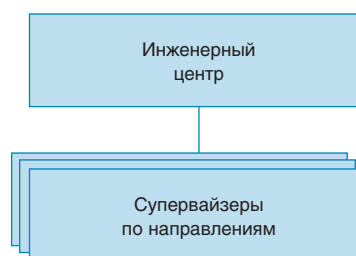 Инженерный
центр
Супервайзеры
по направлениям